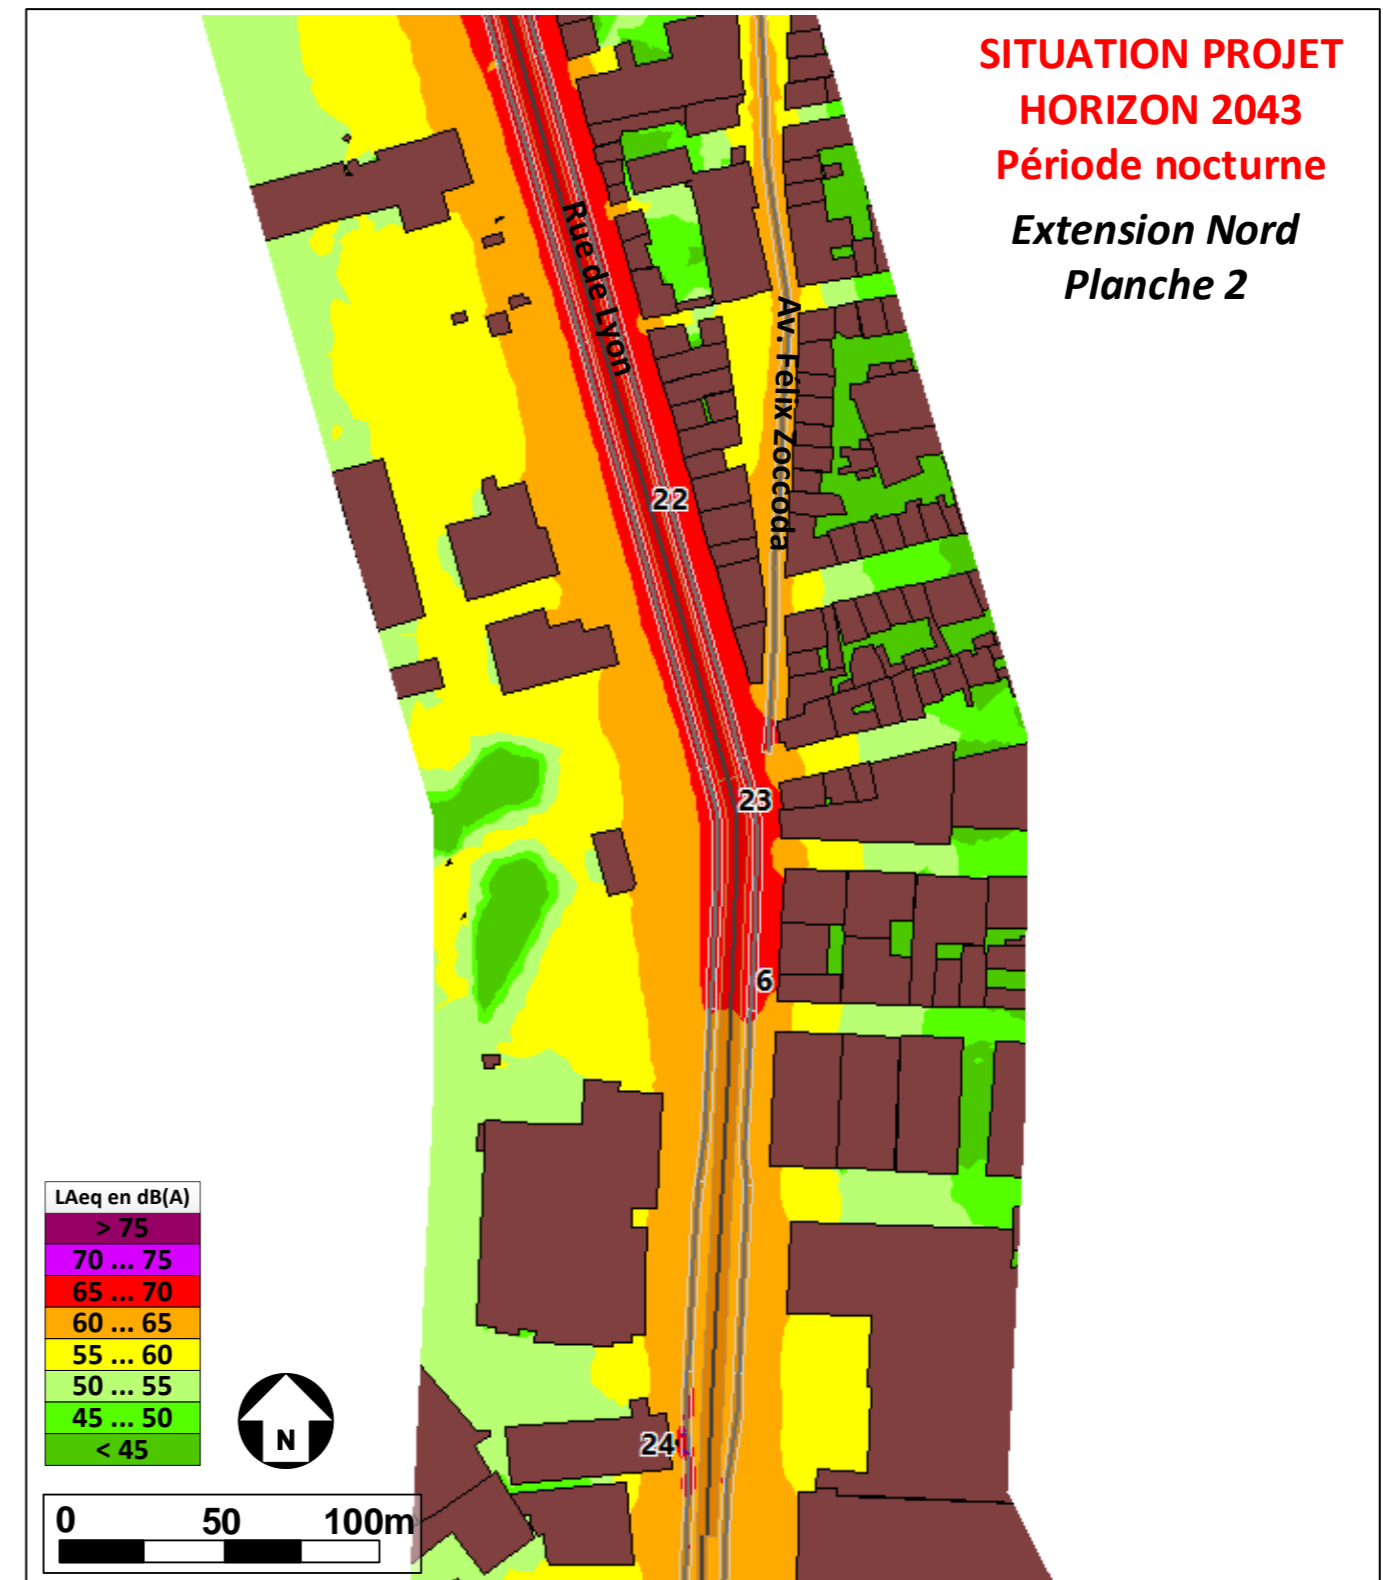 SITUATION PROJET
HORIZON 2043
Période nocturne
Extension Nord
Planche 2
Rue de Lyon
Av. Félix Zoccoda
22
23
6
24
LAeq en dB(A)
> 75
70 ... 75
65 ... 70
60 ... 65
55 ... 60
50 ... 55
45 ... 50
< 45
N
0 50 100m